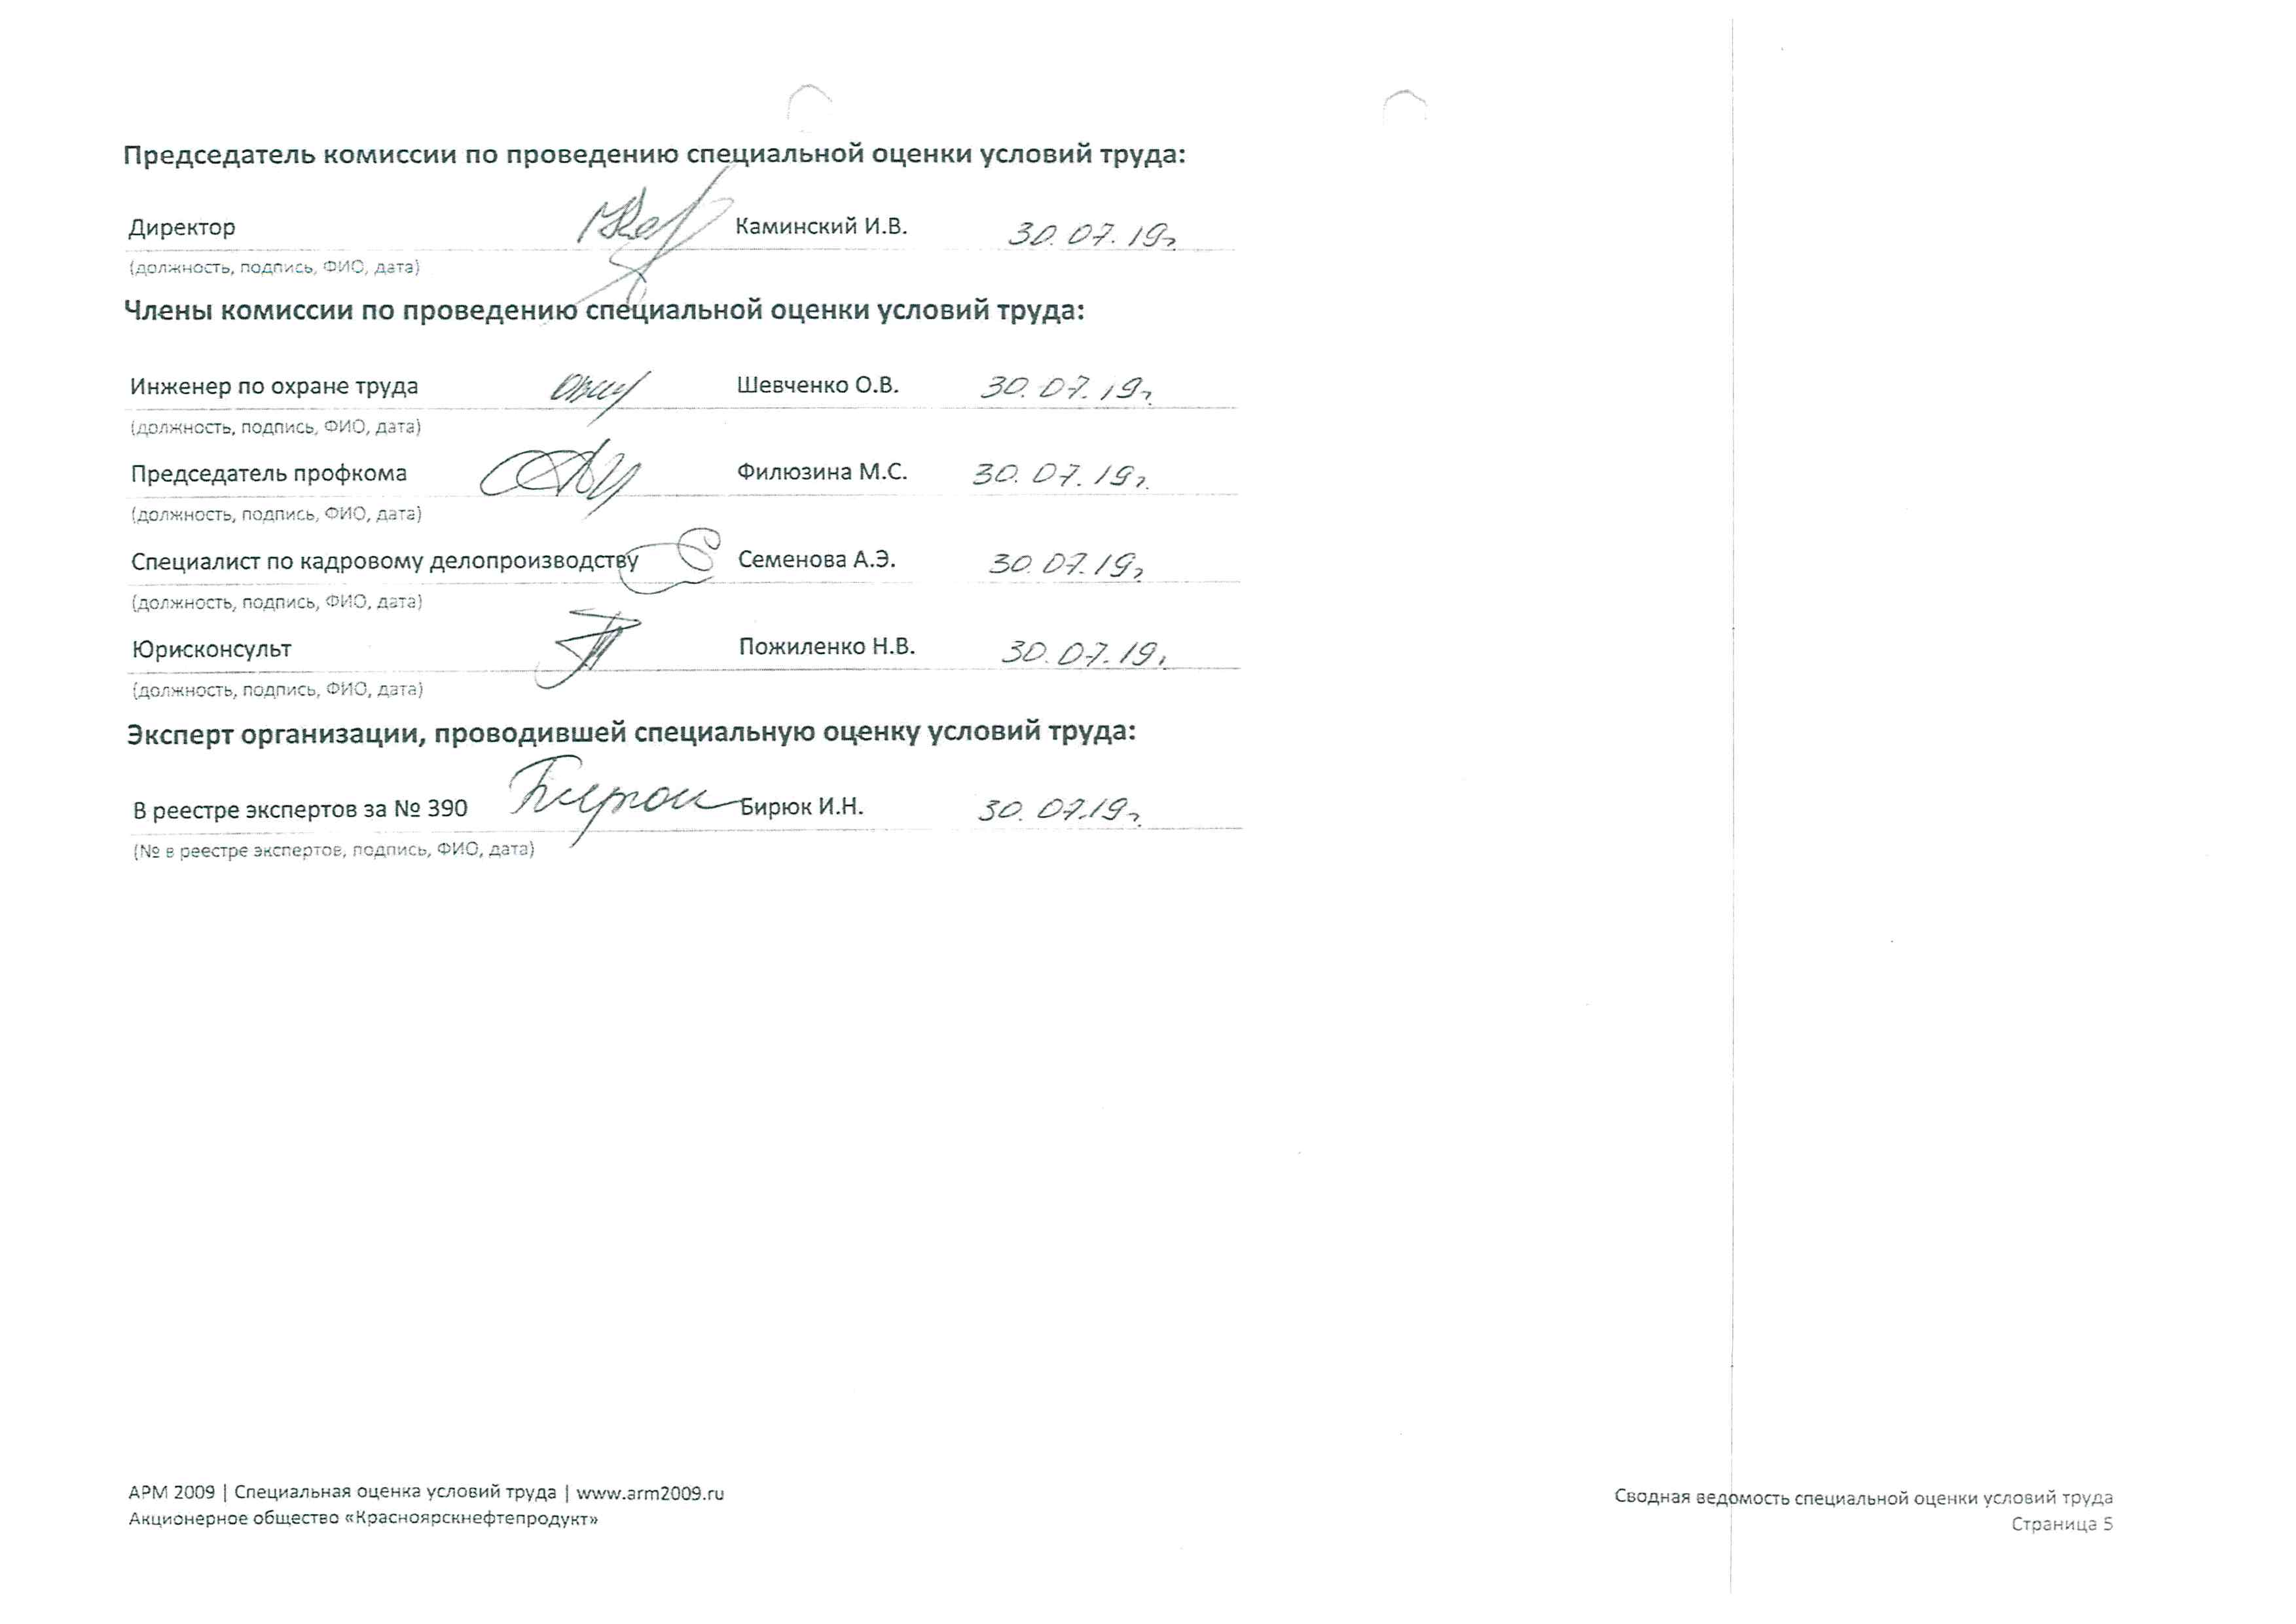 Председатель комиссии по проведению специальной оценки условий труда:
Директор Каминский И.В. 30.07.19г.
(должность, подпись, ФИО, дата)
Члены комиссии по проведению специальной оценки условий труда:
Инженер по охране труда Шевченко О.В. 30.07.19г.
(должность, подпись, ФИО, дата)
Председатель профкома Филюзина М.С. 30.07.19г.
(должность, подпись, ФИО, дата)
Специалист по кадровому делопроизводству Семенова А.Э. 30.07.19г.
(должность, подпись, ФИО, дата)
Юрисконсульт Пожиленко Н.В. 30.07.19г.
(должность, подпись, ФИО, дата)
Эксперт организации, проводившей специальную оценку условий труда:
В реестре экспертов за № 390 Бирюк И.Н. 30.07.19г.
(№ в реестре экспертов, подпись, ФИО, дата)
АРМ 2009 | Специальная оценка условий труда | www.arm2009.ru
Акционерное общество «Красноярскнефтепродукт»
Сводная ведомость специальной оценки условий труда
Страница 5